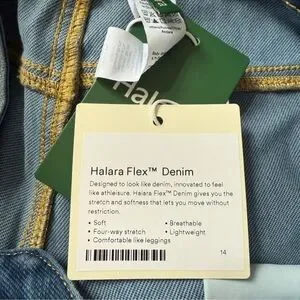 Hal
Halara Flex™ Denim
Designed to look like denim, innovated to feel
like athleisure. Halara Flex™ Denim gives you the
stretch and softness that lets you move without
restriction.
• Soft • Breathable
• Four-way stretch • Lightweight
• Comfortable like leggings
14